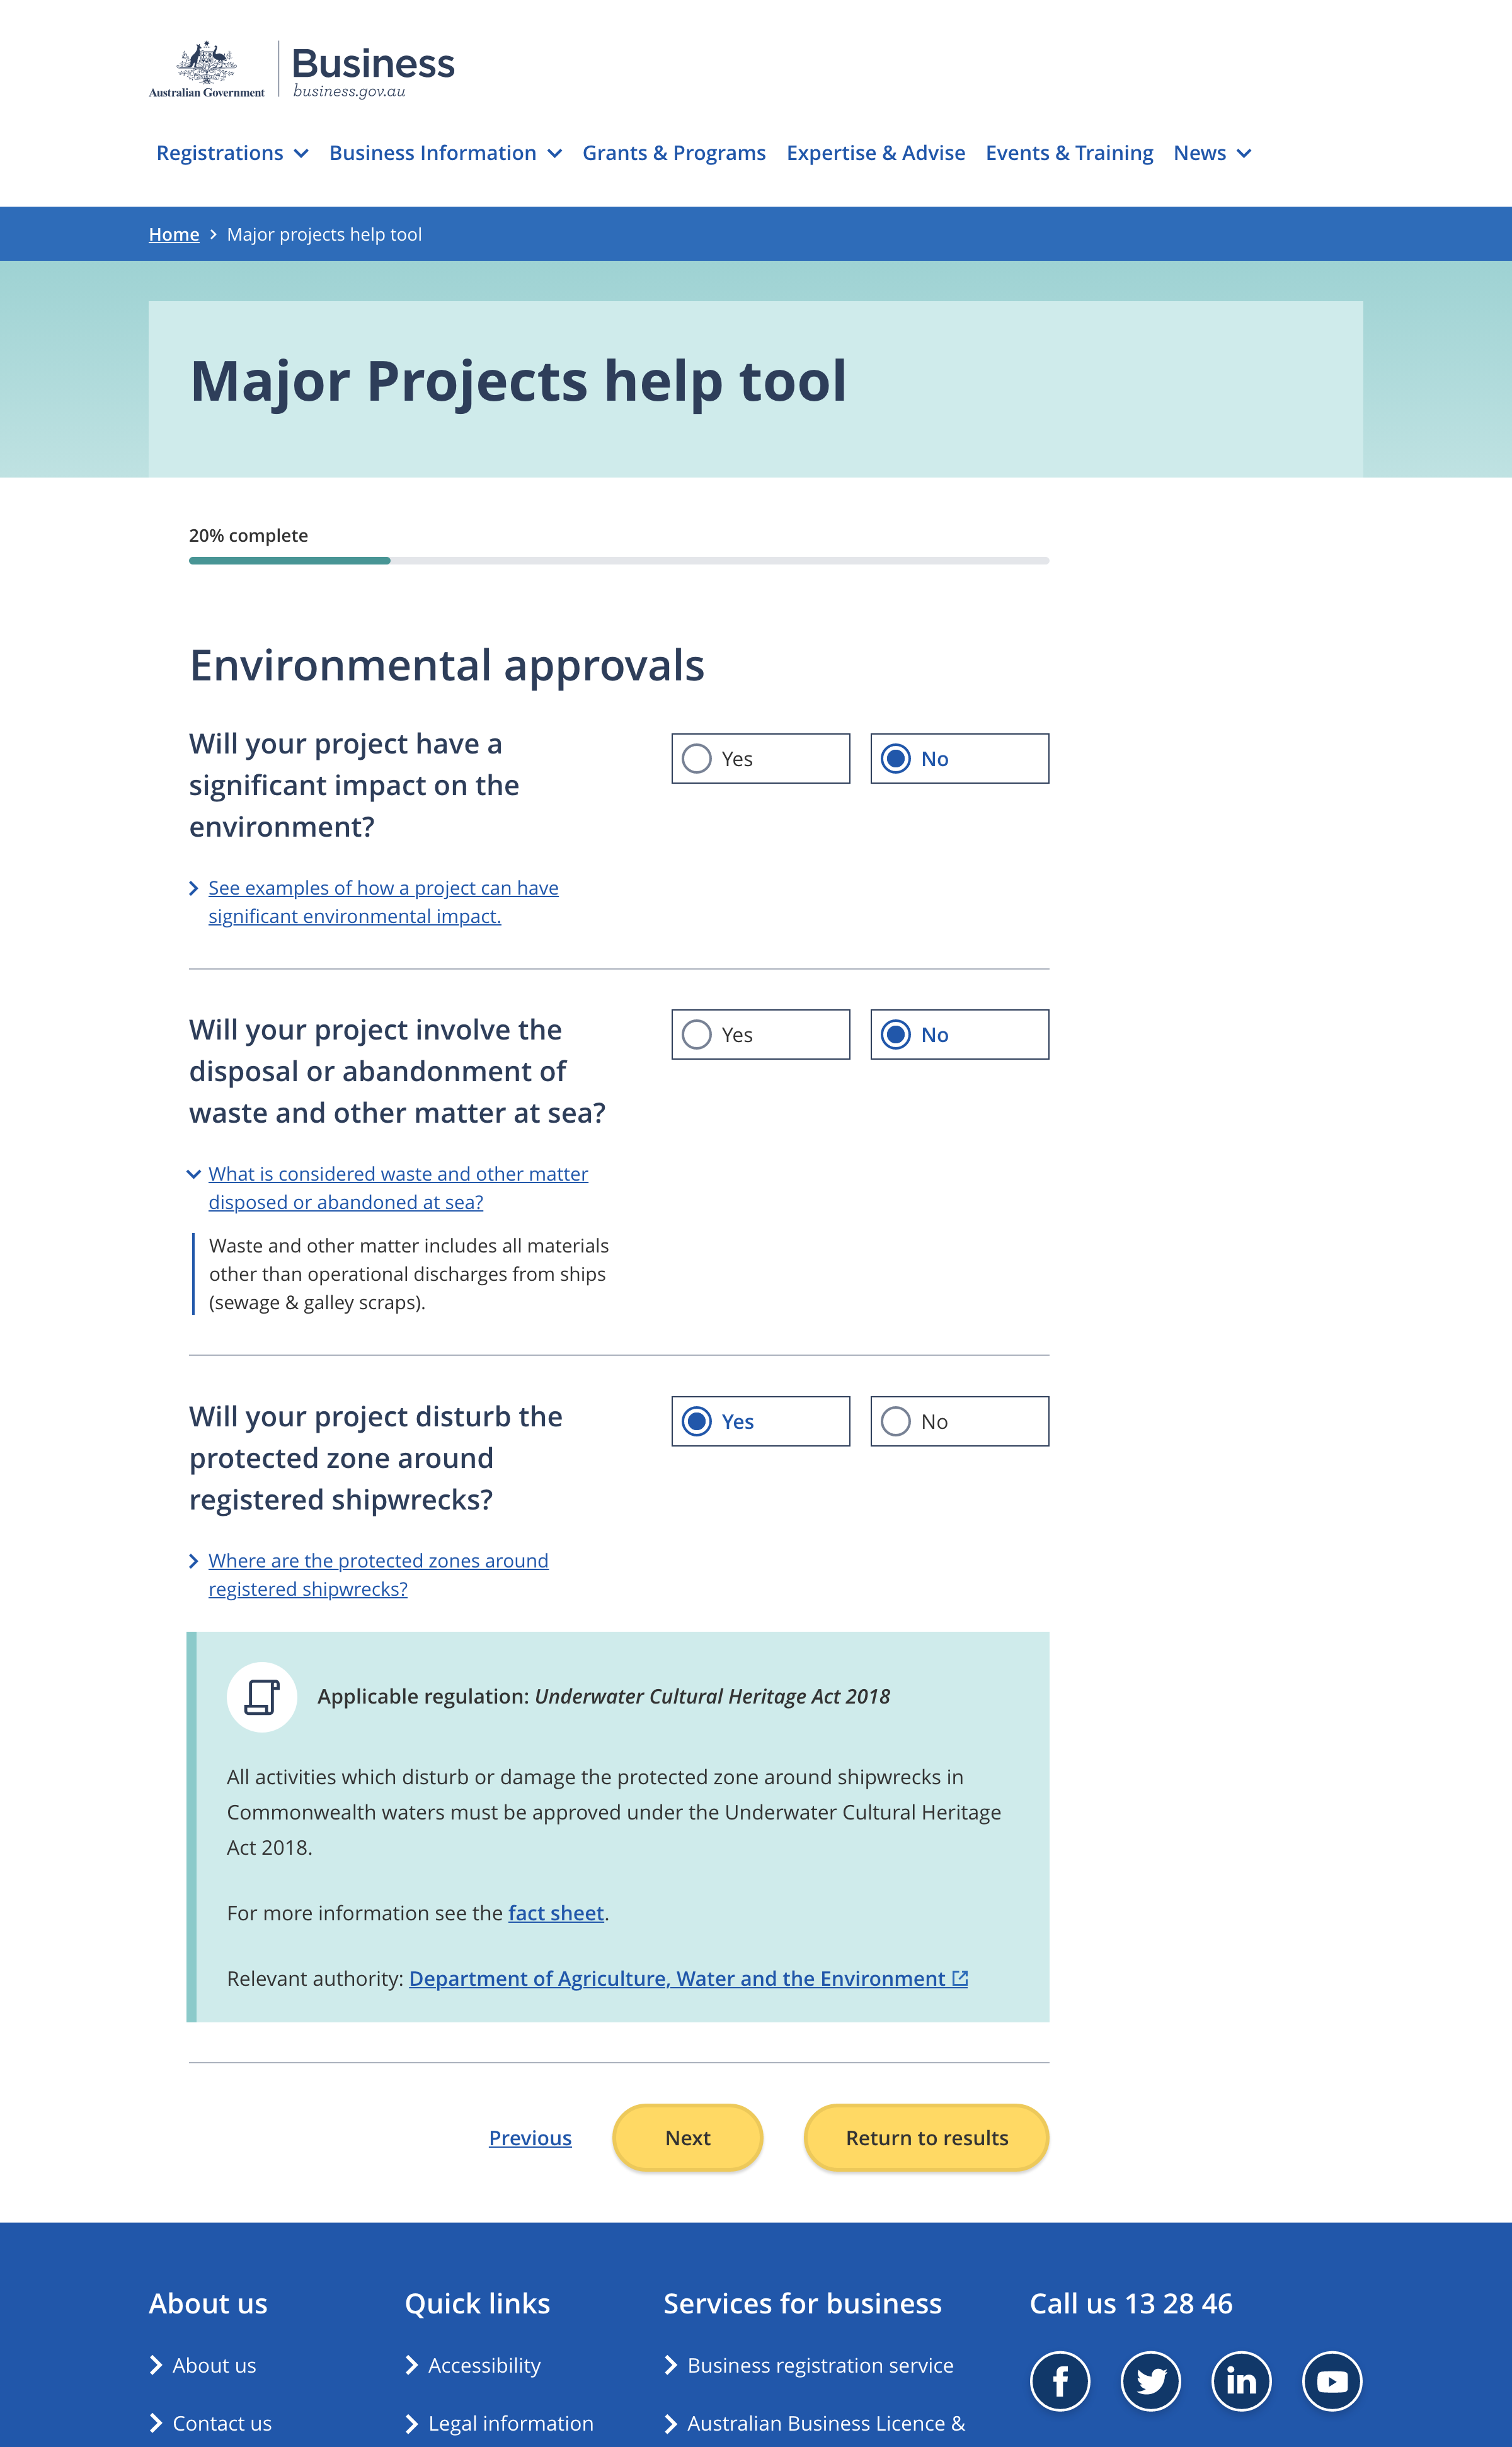 Australian Government
Business
business.gov.au
Registrations Business Information Grants & Programs Expertise & Advise Events & Training News
Home Major projects help tool
Major Projects help tool
20% complete
Environmental approvals
Will your project have a
significant impact on the
environment?
Yes No
See examples of how a project can have
significant environmental impact.
Will your project involve the
disposal or abandonment of
waste and other matter at sea?
Yes No
What is considered waste and other matter
disposed or abandoned at sea?
Waste and other matter includes all materials
other than operational discharges from ships
(sewage & galley scraps).
Will your project disturb the
protected zone around
registered shipwrecks?
Yes No
Where are the protected zones around
registered shipwrecks?
Applicable regulation: Underwater Cultural Heritage Act 2018
All activities which disturb or damage the protected zone around shipwrecks in
Commonwealth waters must be approved under the Underwater Cultural Heritage
Act 2018.
For more information see the fact sheet.
Relevant authority: Department of Agriculture, Water and the Environment
Previous Next Return to results
About us
About us
Contact us
Quick links
Accessibility
Legal information
Services for business
Business registration service
Australian Business Licence &
Call us 13 28 46